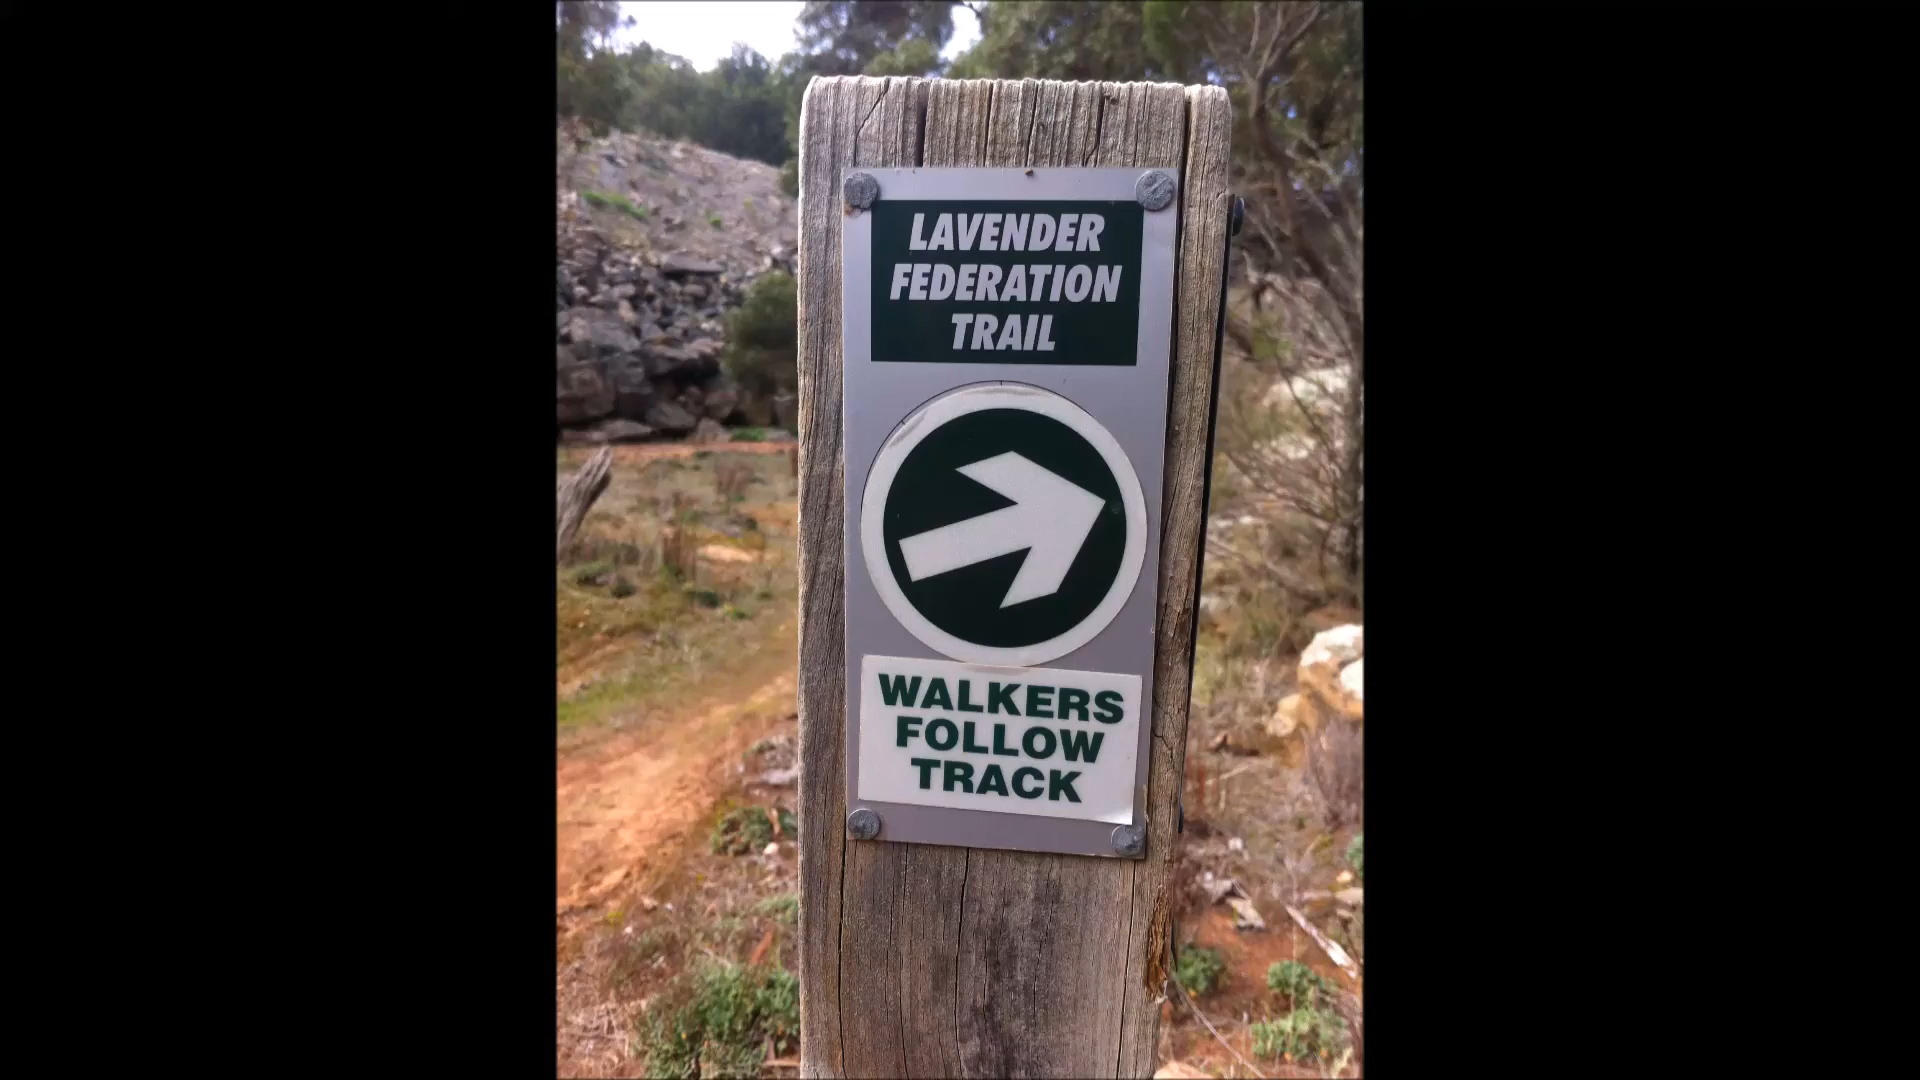 LAVENDER
FEDERATION
TRAIL
WALKERS
FOLLOW
TRACK